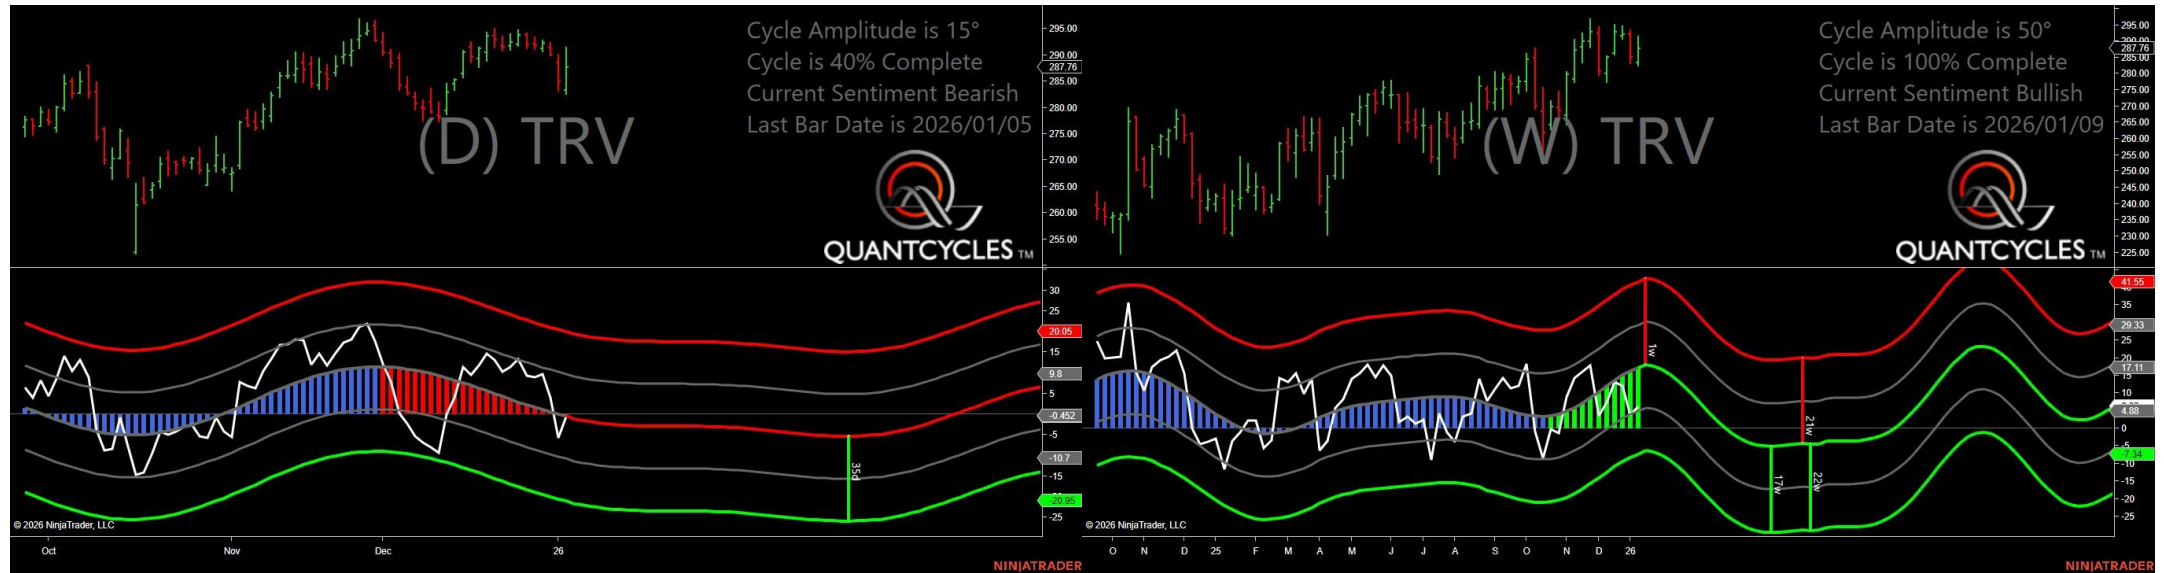 Cycle Amplitude is 15°
Cycle is 40% Complete
Current Sentiment Bearish
Last Bar Date is 2026/01/05
(D) TRV
QUANTCYCLES TM
295.00
290.00
287.76
285.00
280.00
275.00
270.00
265.00
260.00
255.00
30
25
20.05
15
9.8
5
-0.452
-5
-10.7
-15
-20.95
-25
35d
© 2026 NinjaTrader, LLC
Oct Nov Dec 26
NINJATRADER
Cycle Amplitude is 50°
Cycle is 100% Complete
Current Sentiment Bullish
Last Bar Date is 2026/01/09
(W) TRV
QUANTCYCLES TM
295.00
287.76
285.00
280.00
275.00
270.00
265.00
260.00
255.00
250.00
245.00
240.00
235.00
230.00
225.00
41.55
35
29.33
25
20
17.11
10
4.88
0
-5
-7.34
-10
-15
-20
-25
1w
21w
17w
22w
© 2026 NinjaTrader, LLC
O N D 25 F M A M J J A S O N D 26
NINJATRADER